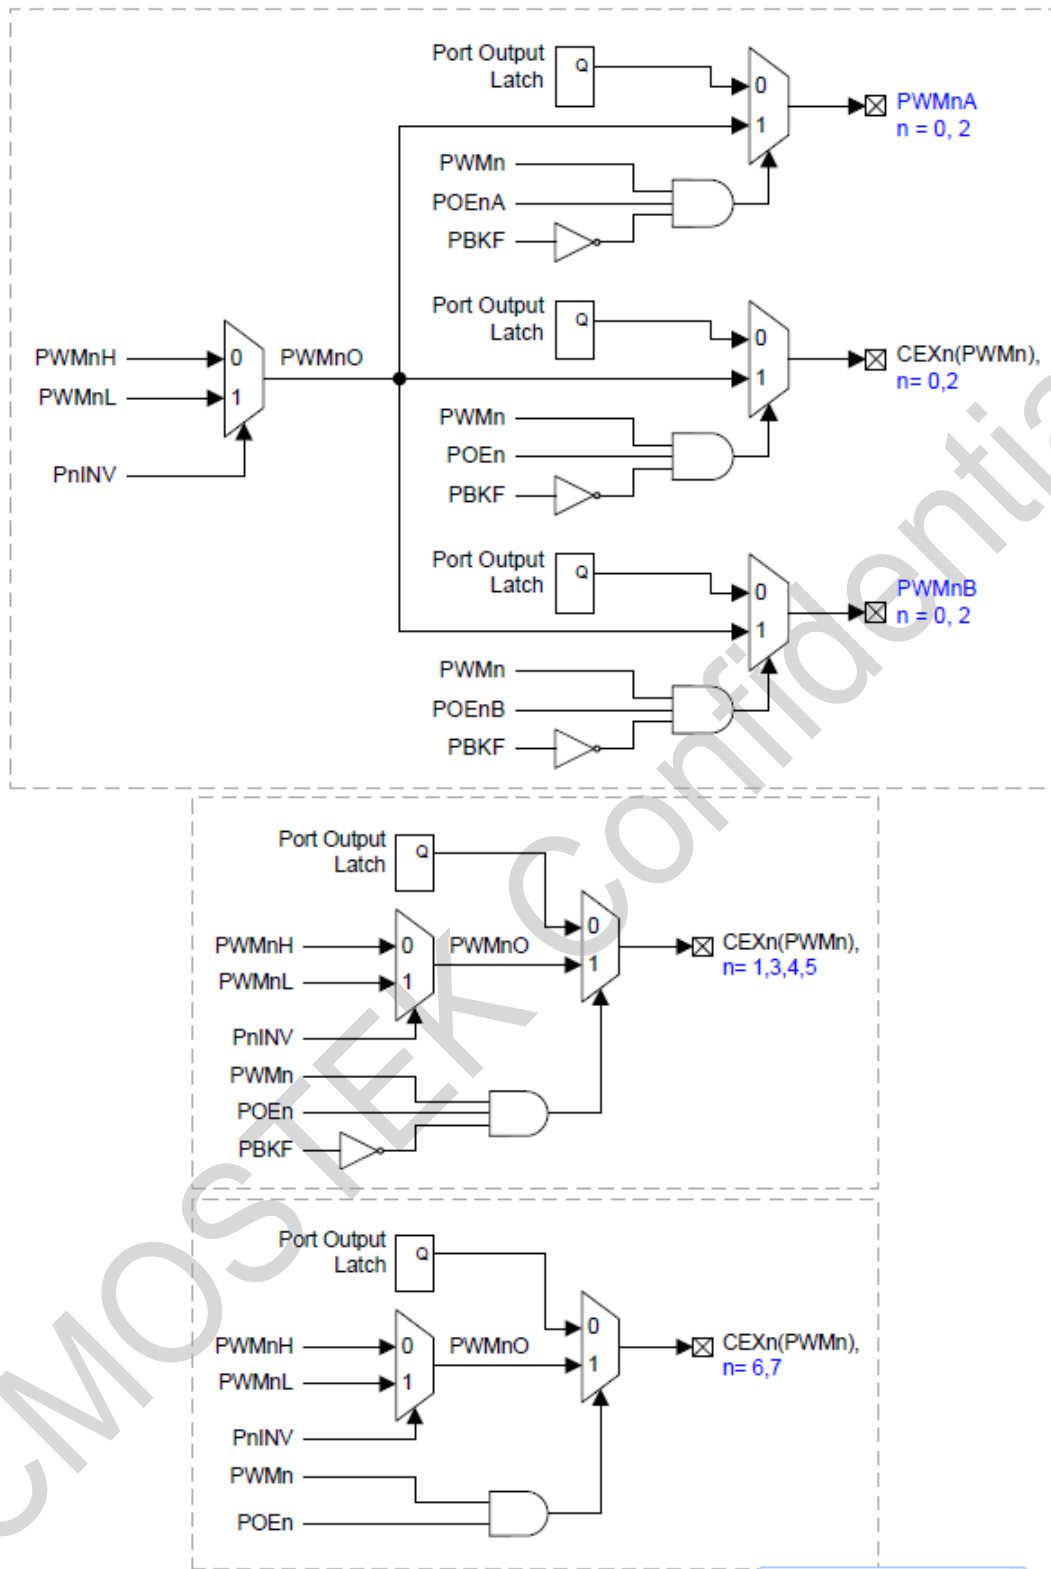 Port Output
Latch
Q
0
1
PWMnA
n = 0, 2
PWMn
POEnA
PBKF
PWMnH
PWMnL
0
1
PWMnO
PnINV
Port Output
Latch
Q
0
1
CEXn(PWMn),
n= 0,2
PWMn
POEn
PBKF
Port Output
Latch
Q
0
1
PWMnB
n = 0, 2
PWMn
POEnB
PBKF
Port Output
Latch
Q
PWMnH
PWMnL
0
1
PWMnO
0
1
CEXn(PWMn),
n= 1,3,4,5
PnINV
PWMn
POEn
PBKF
Port Output
Latch
Q
PWMnH
PWMnL
0
1
PWMnO
0
1
CEXn(PWMn),
n= 6,7
PnINV
PWMn
POEn
CMOSTEK Confidentia